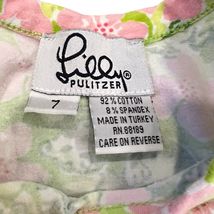 Lilly®
PULITZER
7
92% COTTON
8% SPANDEX
MADE IN TURKEY
RN 88189
CARE ON REVERSE